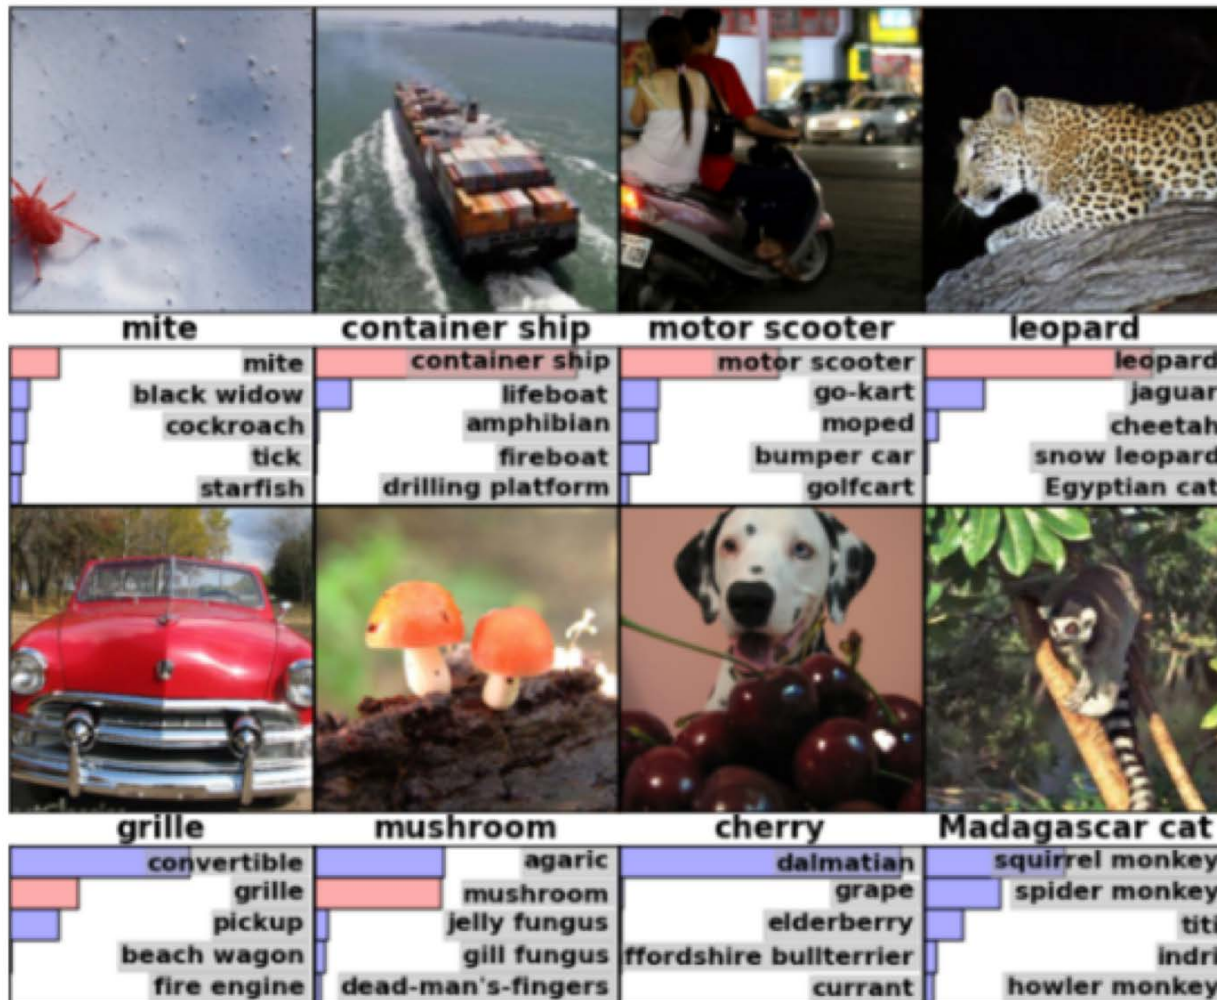 mite
container ship
motor scooter
leopard
mite
black widow
cockroach
tick
starfish
container ship
lifeboat
amphibian
fireboat
drilling platform
motor scooter
go-kart
moped
bumper car
golfcart
leopard
jaguar
cheetah
snow leopard
Egyptian cat
grille
mushroom
cherry
Madagascar cat
convertible
grille
pickup
beach wagon
fire engine
agaric
mushroom
jelly fungus
gill fungus
dead-man's-fingers
dalmatian
grape
elderberry
ffordshire bullterrier
currant
squirrel monkey
spider monkey
titi
indri
howler monkey